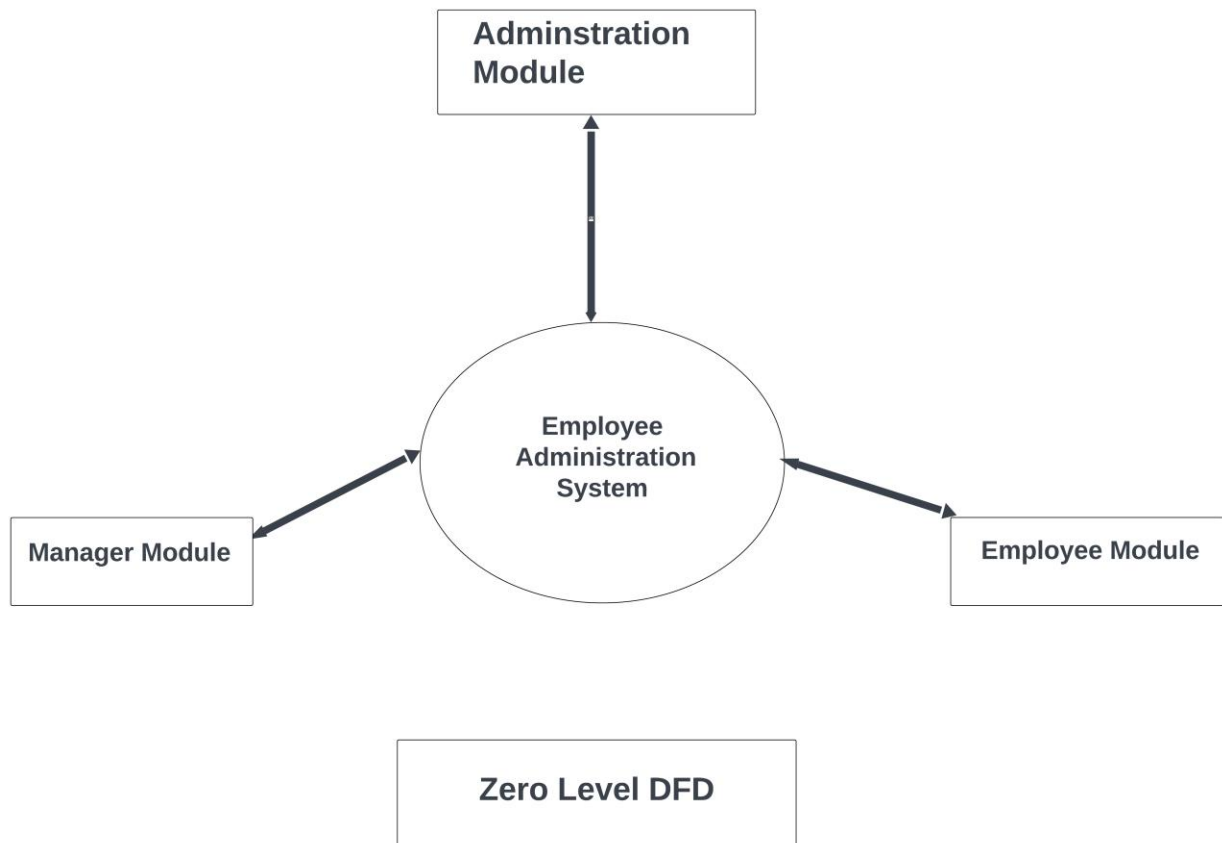 Adminstration
Module
Employee
Administration
System
Manager Module
Employee Module
Zero Level DFD